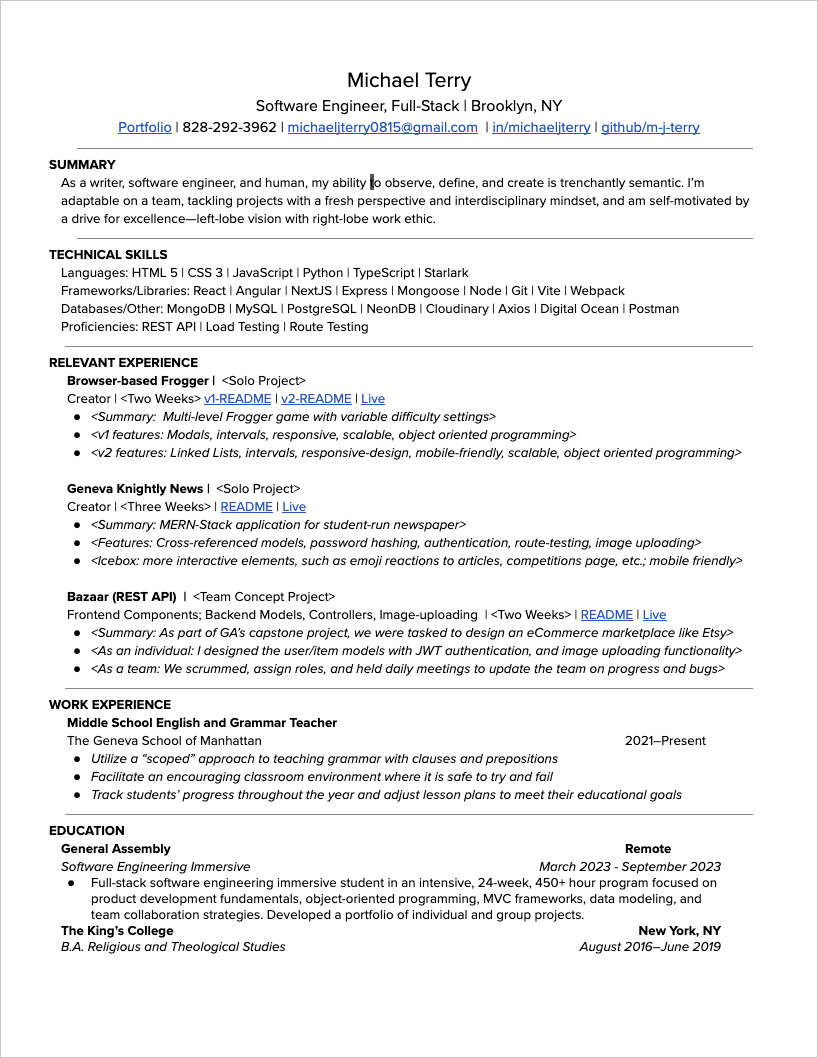 Michael Terry
Software Engineer, Full-Stack | Brooklyn, NY
Portfolio | 828-292-3962 | michaeljterry0815@gmail.com | in/michaeljterry | github/m-j-terry
SUMMARY
As a writer, software engineer, and human, my ability to observe, define, and create is trenchantly semantic. I'm
adaptable on a team, tackling projects with a fresh perspective and interdisciplinary mindset, and am self-motivated by
a drive for excellence—left-lobe vision with right-lobe work ethic.
TECHNICAL SKILLS
Languages: HTML 5 | CSS 3 | JavaScript | Python | TypeScript | Starlark
Frameworks/Libraries: React | Angular | NextJS | Express | Mongoose | Node | Git | Vite | Webpack
Databases/Other: MongoDB | MySQL | PostgreSQL | NeonDB | Cloudinary | Axios | Digital Ocean | Postman
Proficiencies: REST API | Load Testing | Route Testing
RELEVANT EXPERIENCE
Browser-based Frogger | <Solo Project>
Creator | <Two Weeks> v1-README | v2-README | Live
● <Summary: Multi-level Frogger game with variable difficulty settings>
● <v1 features: Modals, intervals, responsive, scalable, object oriented programming>
● <v2 features: Linked Lists, intervals, responsive-design, mobile-friendly, scalable, object oriented programming>
Geneva Knightly News | <Solo Project>
Creator | <Three Weeks> | README | Live
● <Summary: MERN-Stack application for student-run newspaper>
● <Features: Cross-referenced models, password hashing, authentication, route-testing, image uploading>
● <Icebox: more interactive elements, such as emoji reactions to articles, competitions page, etc.; mobile friendly>
Bazaar (REST API) | <Team Concept Project>
Frontend Components; Backend Models, Controllers, Image-uploading | <Two Weeks> | README | Live
● <Summary: As part of GA's capstone project, we were tasked to design an eCommerce marketplace like Etsy>
● <As an individual: I designed the user/item models with JWT authentication, and image uploading functionality>
● <As a team: We scrummed, assign roles, and held daily meetings to update the team on progress and bugs>
WORK EXPERIENCE
Middle School English and Grammar Teacher
The Geneva School of Manhattan 2021–Present
● Utilize a “scoped” approach to teaching grammar with clauses and prepositions
● Facilitate an encouraging classroom environment where it is safe to try and fail
● Track students' progress throughout the year and adjust lesson plans to meet their educational goals
EDUCATION
General Assembly Remote
Software Engineering Immersive March 2023 - September 2023
● Full-stack software engineering immersive student in an intensive, 24-week, 450+ hour program focused on
product development fundamentals, object-oriented programming, MVC frameworks, data modeling, and
team collaboration strategies. Developed a portfolio of individual and group projects.
The King's College New York, NY
B.A. Religious and Theological Studies August 2016–June 2019